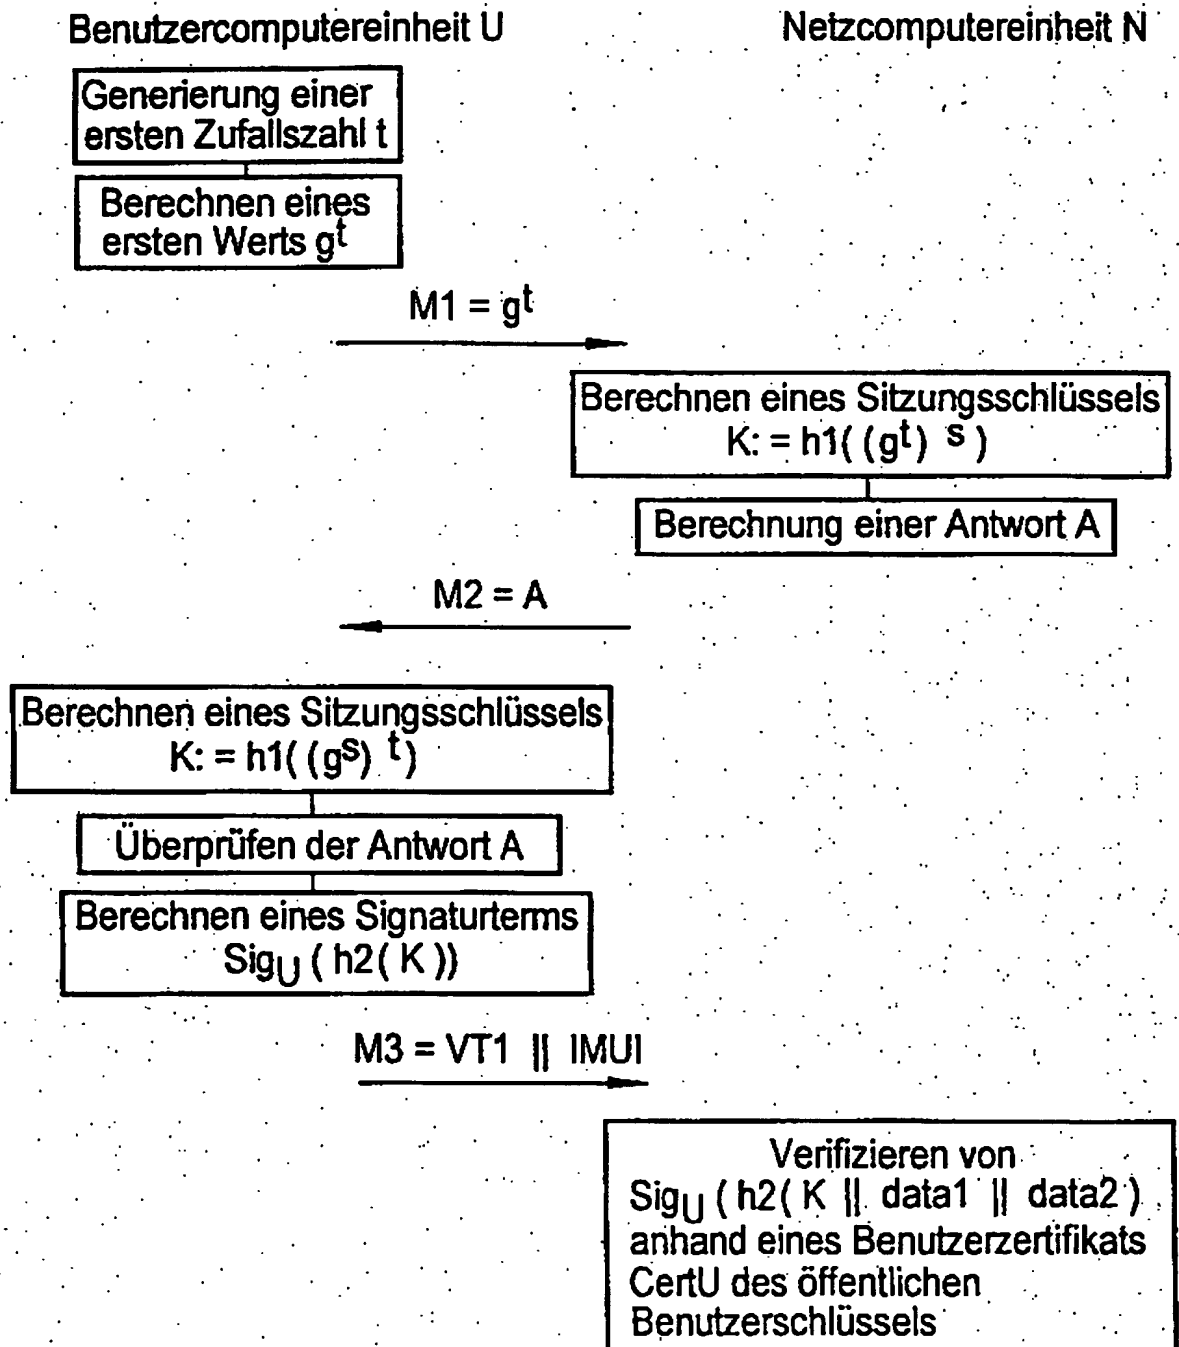 Benutzercomputereinheit U
Netzcomputereinheit N
Generierung einer
ersten Zufallszahl t
Berechnen eines
ersten Werts g^t
M1 = g^t
Berechnen eines Sitzungsschlüssels
K: = h1( (g^t) ^s )
Berechnung einer Antwort A
M2 = A
Berechnen eines Sitzungsschlüssels
K: = h1( (g^s) ^t )
Überprüfen der Antwort A
Berechnen eines Signaturterms
Sig_U ( h2( K ))
M3 = VT1 || IMUI
Verifizieren von
Sig_U ( h2( K || data1 || data2 )
anhand eines Benutzerzertifikats
CertU des öffentlichen
Benutzerschlüssels